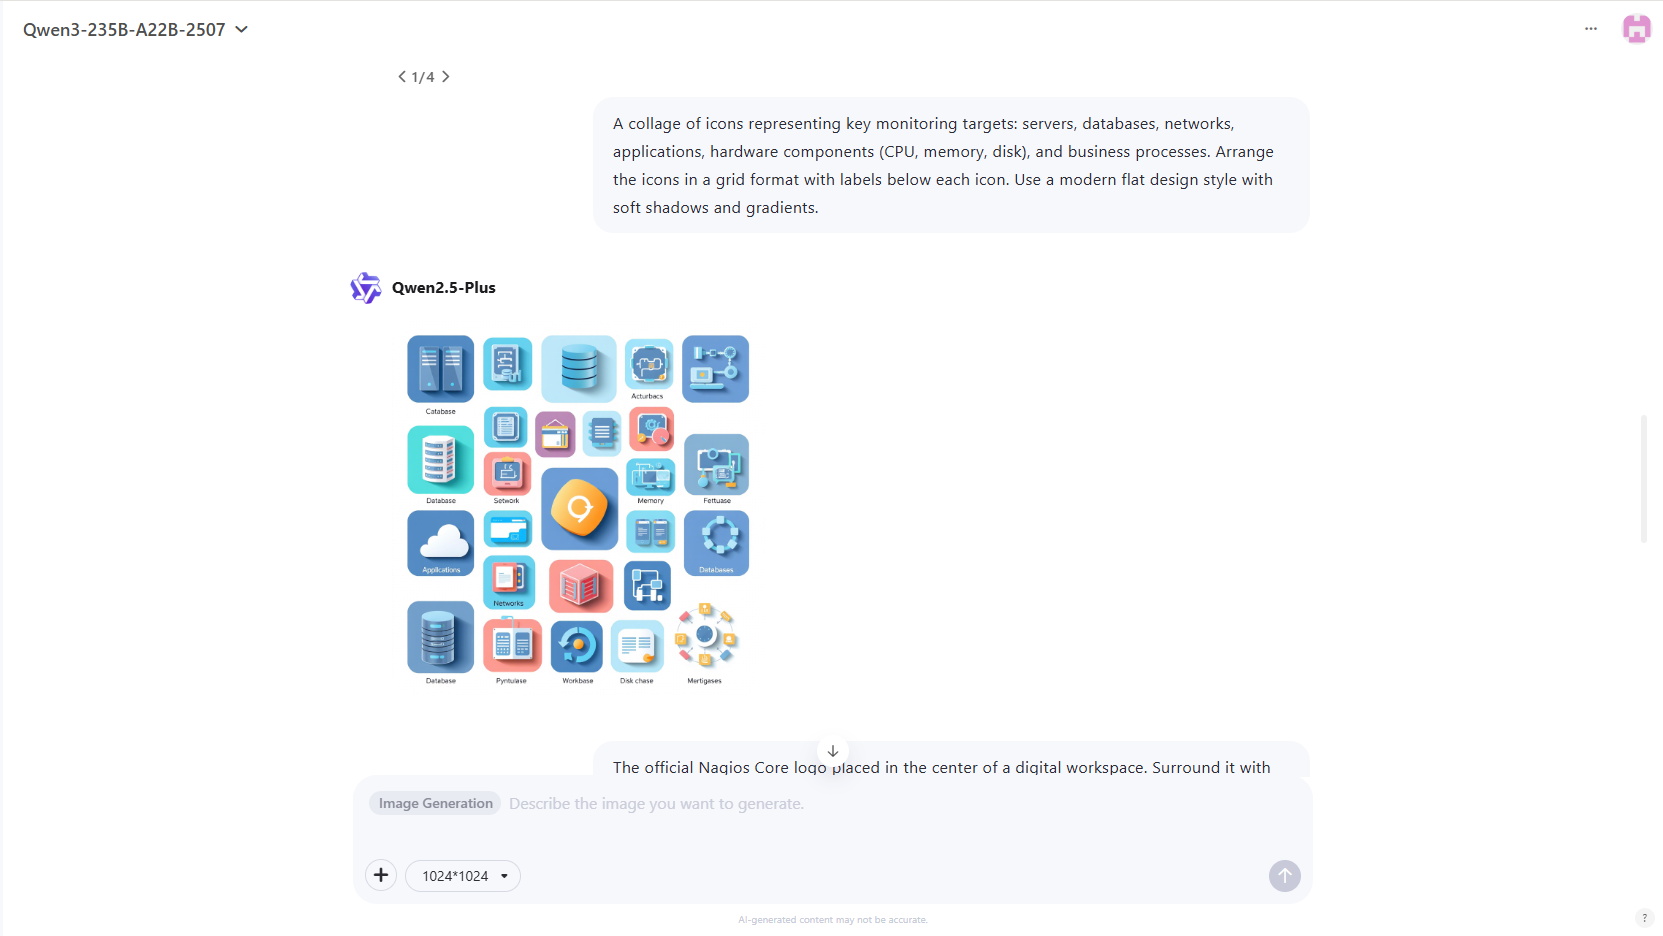 Qwen3-235B-A22B-2507
1/4
A collage of icons representing key monitoring targets: servers, databases, networks,
applications, hardware components (CPU, memory, disk), and business processes. Arrange
the icons in a grid format with labels below each icon. Use a modern flat design style with
soft shadows and gradients.
Qwen2.5-Plus
Acturbacs
Catabase
Database
Setwork
Memory
Fettuase
Applications
Databases
Networks
Database
Pyntulase
Workbase
Disk chase
Mertigases
The official Nagios Core logo placed in the center of a digital workspace. Surround it with
Image Generation Describe the image you want to generate.
1024*1024
AI-generated content may not be accurate.
?